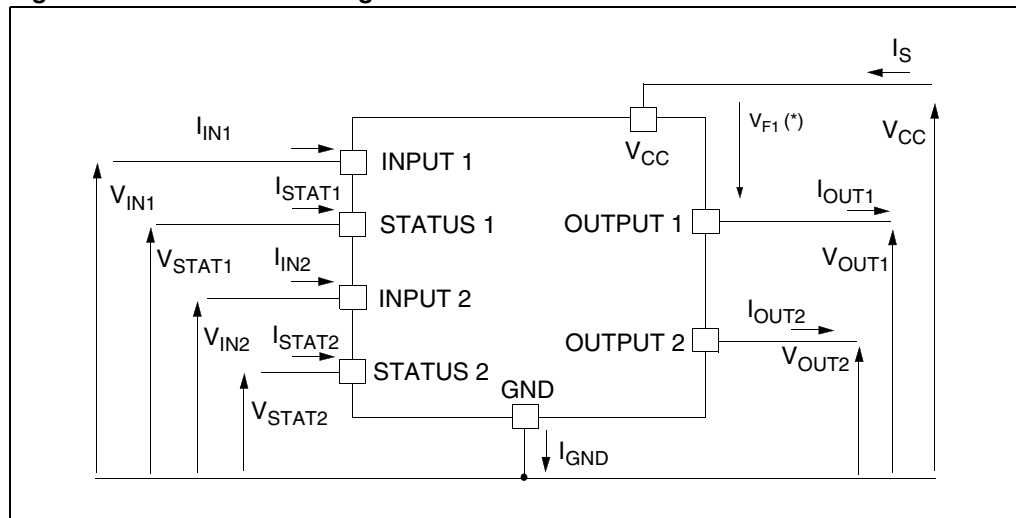 I_S
V_F1 (*)
V_CC
V_CC
I_IN1
INPUT 1
V_IN1
I_STAT1
STATUS 1
OUTPUT 1
I_OUT1
V_STAT1
I_IN2
V_OUT1
INPUT 2
I_OUT2
V_IN2
I_STAT2
OUTPUT 2
V_OUT2
STATUS 2
GND
V_STAT2
I_GND